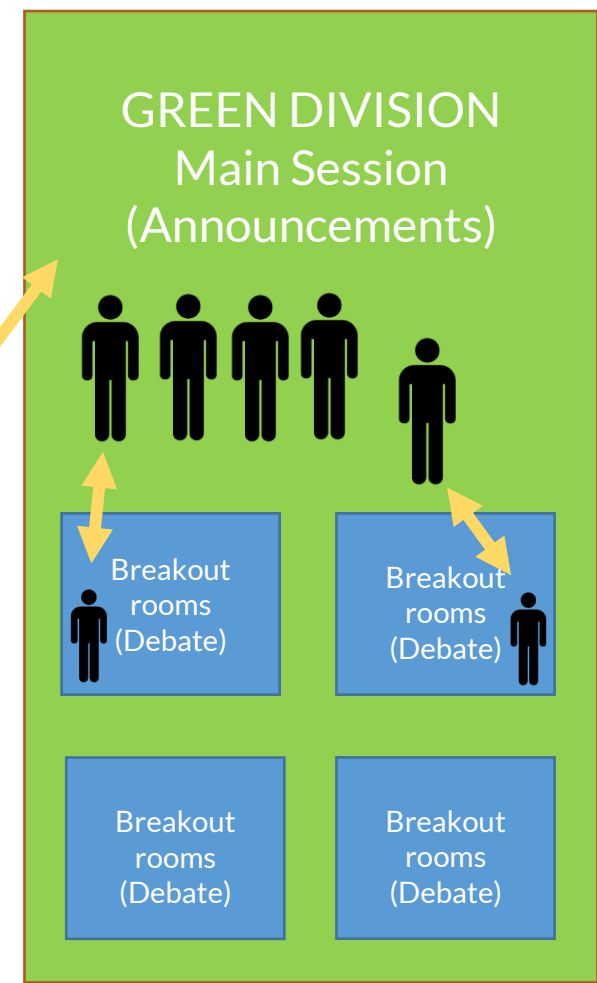 GREEN DIVISION
Main Session
(Announcements)
Breakout
rooms
(Debate)
Breakout
rooms
(Debate)
Breakout
rooms
(Debate)
Breakout
rooms
(Debate)